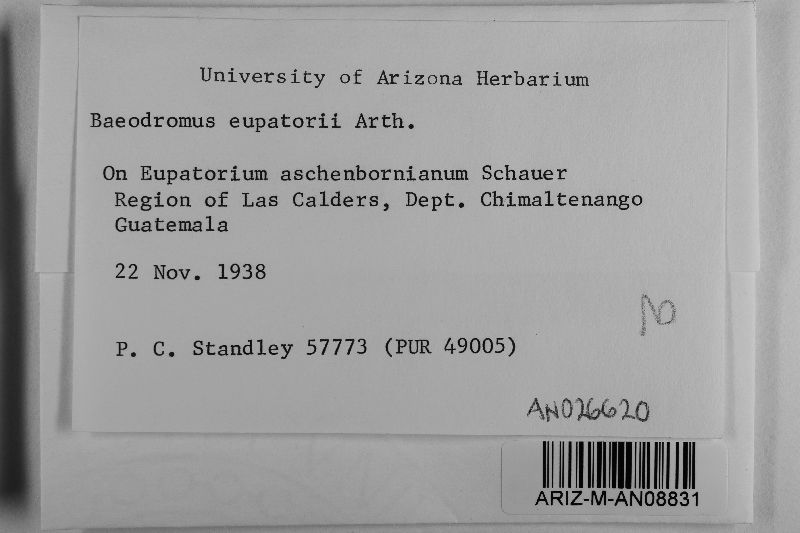 University of Arizona Herbarium
Baeodromus eupatorii Arth.
On Eupatorium aschenbornianum Schauer
Region of Las Calders, Dept. Chimaltenango
Guatemala
22 Nov. 1938
P. C. Standley 57773 (PUR 49005)
AN026620
ARIZ-M-AN08831